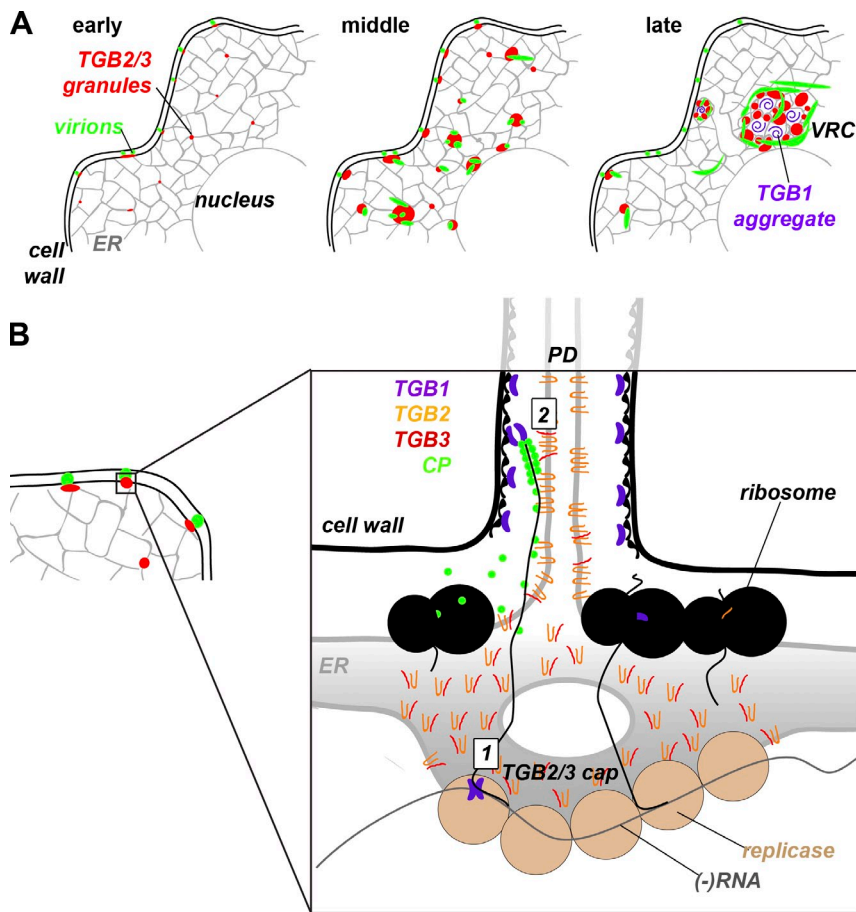 A
early
middle
late
TGB2/3
granules
virions
nucleus
ER
cell
wall
VRC
TGB1
aggregate
B
PD
TGB1
TGB2
TGB3
CP
2
cell wall
ribosome
ER
1
TGB2/3 cap
replicase
(-)RNA